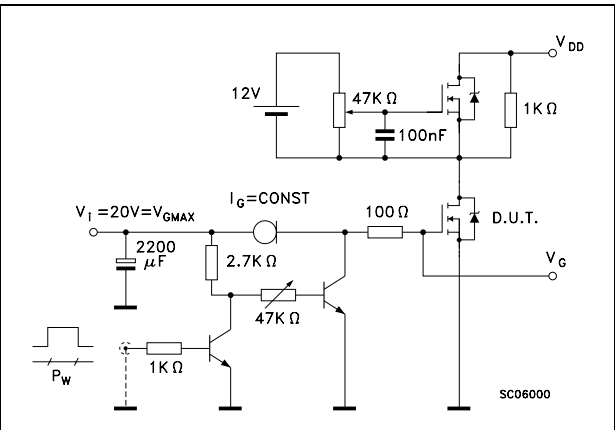 V DD
12V
47K Ω
1K Ω
100nF
I G =CONST
V i =20V=V GMAX
100 Ω
D.U.T.
2200
μF
2.7K Ω
V G
47K Ω
1K Ω
P W
SC06000